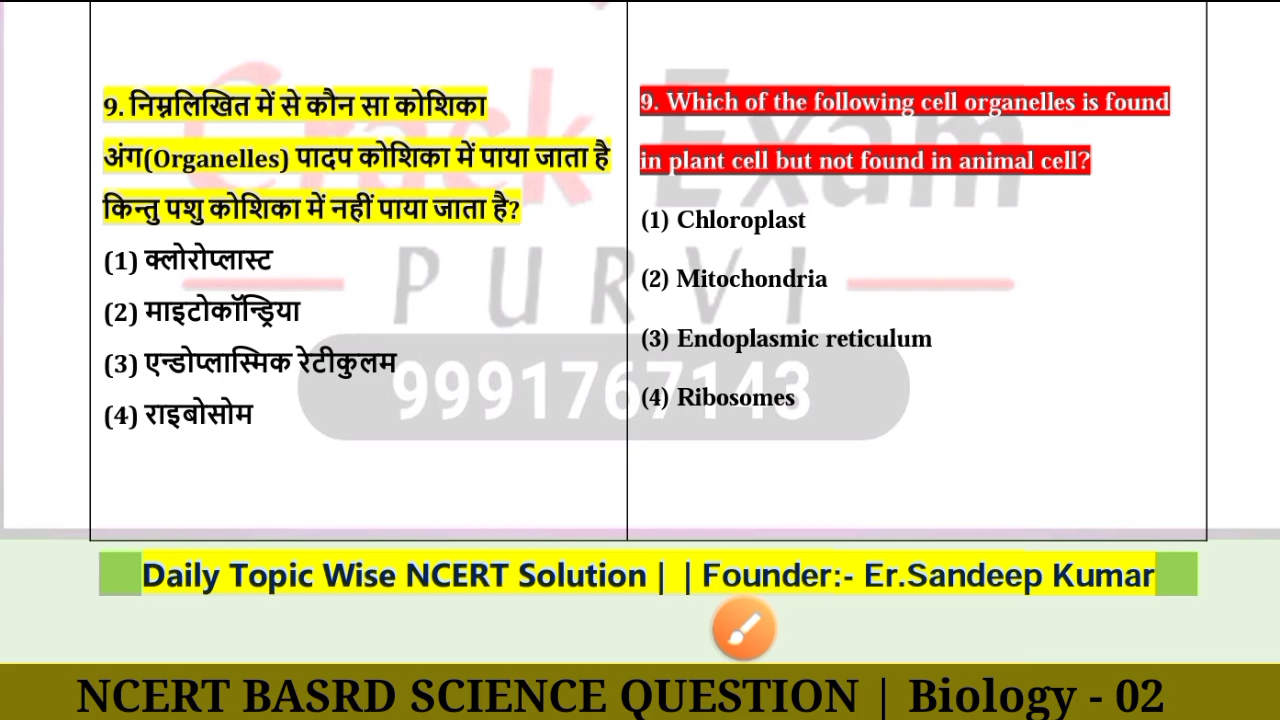 Crack Exam
PURVI
9991767143
9. निम्नलिखित में से कौन सा कोशिका
अंग(Organelles) पादप कोशिका में पाया जाता है
किन्तु पशु कोशिका में नहीं पाया जाता है?
(1) क्लोरोप्लास्ट
(2) माइटोकॉन्ड्रिया
(3) एन्डोप्लास्मिक रेटीकुलम
(4) राइबोसोम
9. Which of the following cell organelles is found
in plant cell but not found in animal cell?
(1) Chloroplast
(2) Mitochondria
(3) Endoplasmic reticulum
(4) Ribosomes
Daily Topic Wise NCERT Solution | | Founder:- Er.Sandeep Kumar
NCERT BASRD SCIENCE QUESTION | Biology - 02